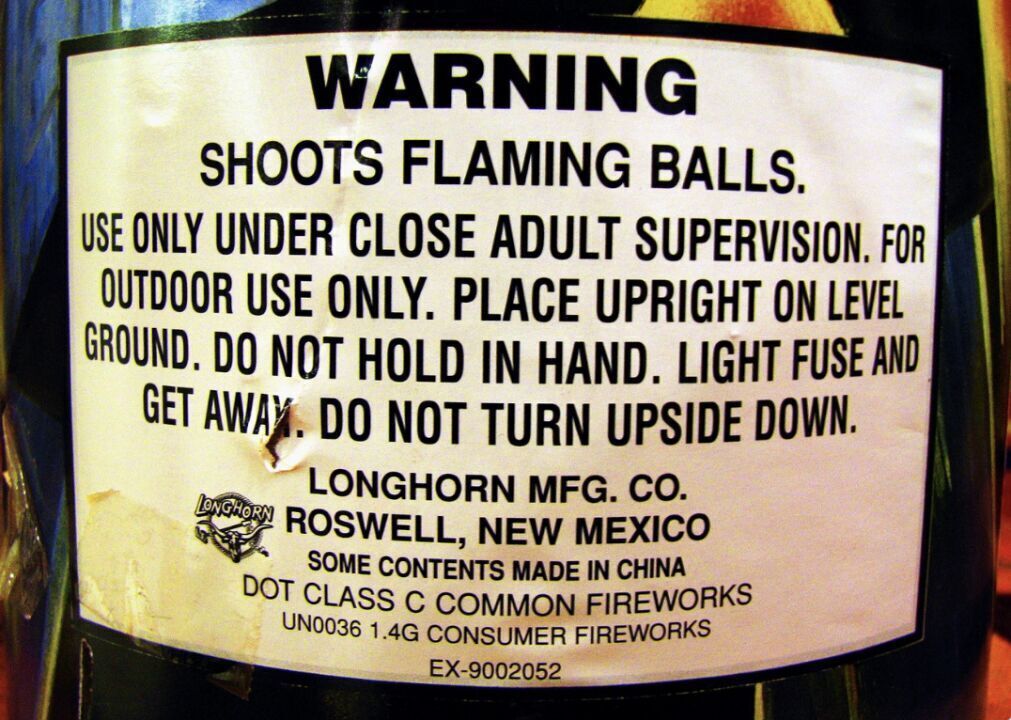 WARNING
SHOOTS FLAMING BALLS.
USE ONLY UNDER CLOSE ADULT SUPERVISION. FOR
OUTDOOR USE ONLY. PLACE UPRIGHT ON LEVEL
GROUND. DO NOT HOLD IN HAND. LIGHT FUSE AND
GET AWAY. DO NOT TURN UPSIDE DOWN.
LONGHORN MFG. CO.
LONGHORN
ROSWELL, NEW MEXICO
SOME CONTENTS MADE IN CHINA
DOT CLASS C COMMON FIREWORKS
UN0036 1.4G CONSUMER FIREWORKS
EX-9002052